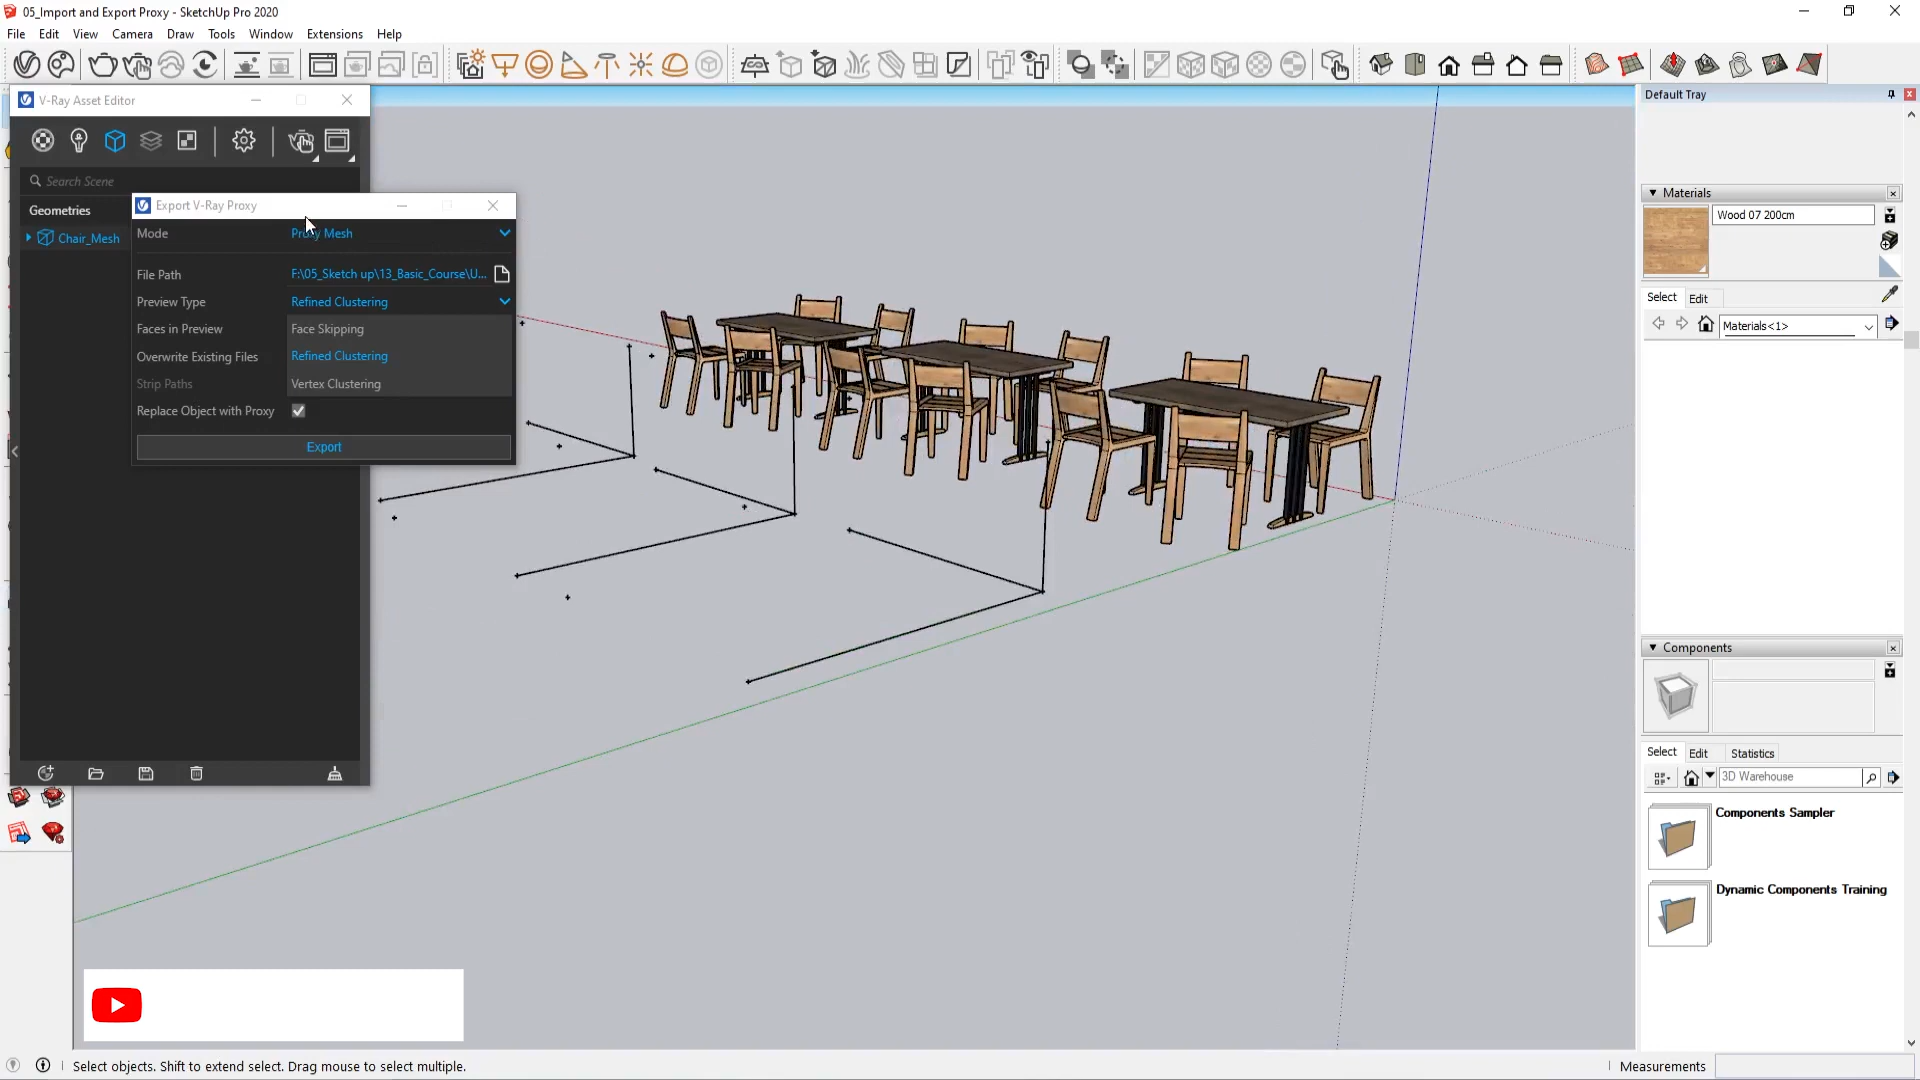 05_Import and Export Proxy - SketchUp Pro 2020
File Edit View Camera Draw Tools Window Extensions Help
V-Ray Asset Editor
Default Tray
Search Scene
Geometries
Chair_Mesh
Export V-Ray Proxy
Mode Proxy Mesh
File Path F:\05_Sketch up\13_Basic_Course\U...
Preview Type Refined Clustering
Faces in Preview Face Skipping
Overwrite Existing Files Refined Clustering
Strip Paths Vertex Clustering
Replace Object with Proxy
Export
Materials
Wood 07 200cm
Select Edit
Materials<1>
Components
Select Edit Statistics
3D Warehouse
Components Sampler
Dynamic Components Training
Select objects. Shift to extend select. Drag mouse to select multiple.
Measurements